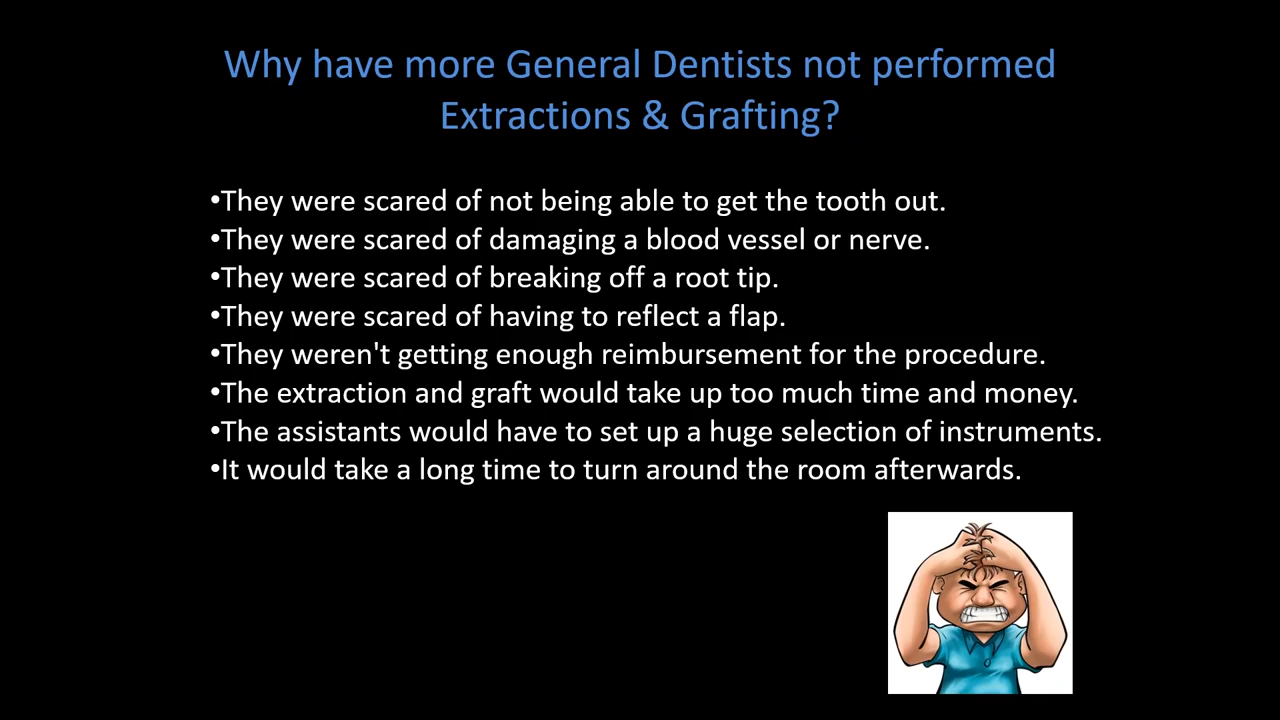 Why have more General Dentists not performed
Extractions & Grafting?
•They were scared of not being able to get the tooth out.
•They were scared of damaging a blood vessel or nerve.
•They were scared of breaking off a root tip.
•They were scared of having to reflect a flap.
•They weren't getting enough reimbursement for the procedure.
•The extraction and graft would take up too much time and money.
•The assistants would have to set up a huge selection of instruments.
•It would take a long time to turn around the room afterwards.